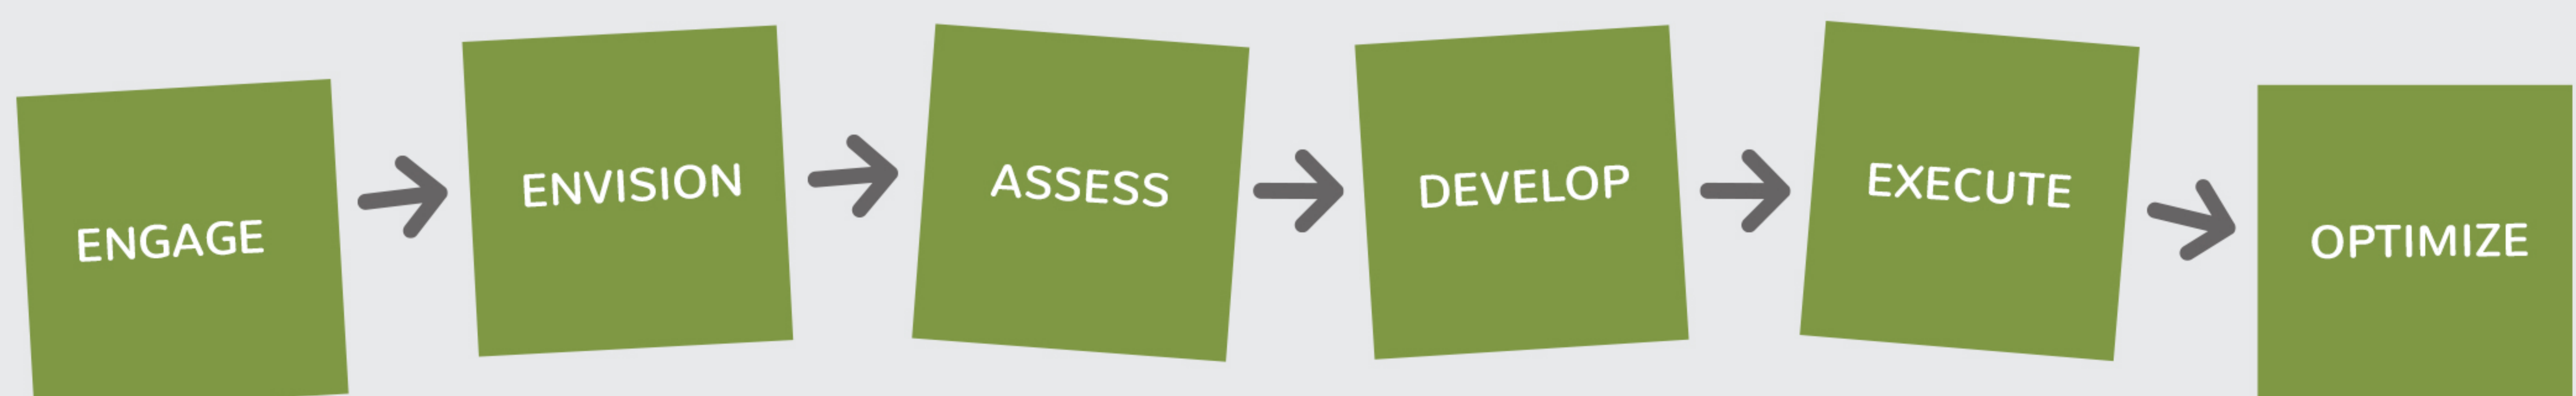 ENGAGE
ENVISION
ASSESS
DEVELOP
EXECUTE
OPTIMIZE